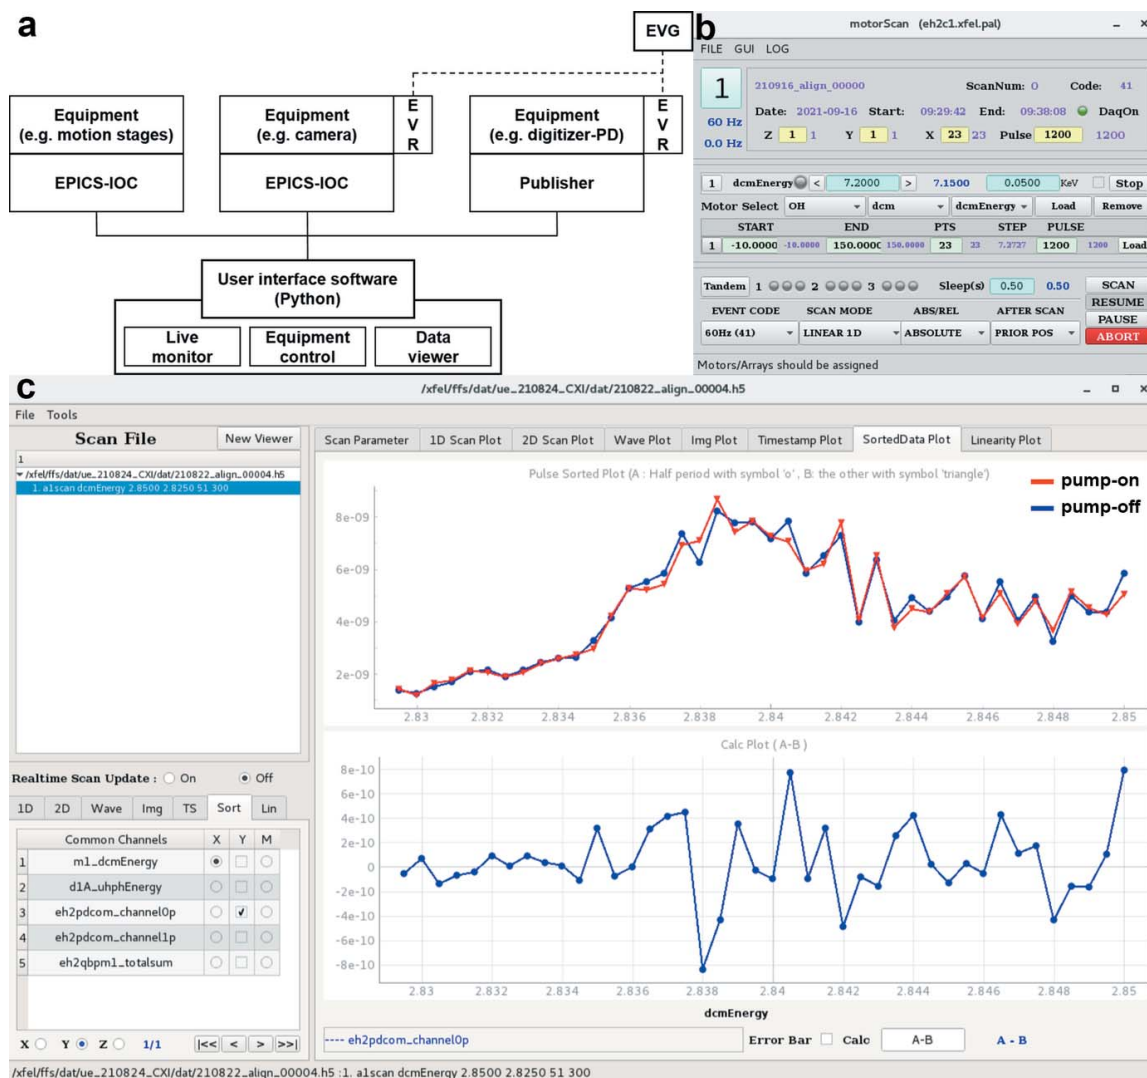 a
EVG
Equipment
(e.g. motion stages)
EPICS-IOC
Equipment
(e.g. camera)
E
V
R
EPICS-IOC
Equipment
(e.g. digitizer-PD)
E
V
R
Publisher
User interface software
(Python)
Live
monitor
Equipment
control
Data
viewer
b
motorScan (eh2c1.xfel.pal)
FILE GUI LOG
1
60 Hz
0.0 Hz
210916_align_00000 ScanNum: 0 Code: 41
Date: 2021-09-16 Start: 09:29:42 End: 09:38:08 DaqOn
Z 1 1 Y 1 1 X 23 23 Pulse 1200 1200
1 dcmEnergy < 7.2000 > 7.1500 0.0500 KeV Stop
Motor Select OH dcm dcmEnergy Load Remove
START END PTS STEP PULSE
1 -10.0000 -10.0000 150.000 150.0000 23 23 7.2727 1200 1200 Load
Tandem 1 2 3 Sleep(s) 0.50 0.50 SCAN
RESUME
EVENT CODE SCAN MODE ABS/REL AFTER SCAN
PAUSE
60Hz (41) LINEAR 1D ABSOLUTE PRIOR POS
ABORT
Motors/Arrays should be assigned
c
/xfel/ffs/dat/ue_210824_CXI/dat/210822_align_00004.h5
File Tools
Scan File New Viewer
1
/xfel/ffs/dat/ue_210824_CXI/dat/210822_align_00004.h5
1. a1scan dcmEnergy 2.8500 2.8250 51 300
Realtime Scan Update : On Off
1D 2D Wave Img TS Sort Lin
Common Channels X Y M
1 m1_dcmEnergy
2 d1A_uhphEnergy
3 eh2pdcom_channel0p
4 eh2pdcom_channel1p
5 eh2qbpm1_totalsum
X Y Z 1/1 |<< < > >>|
Scan Parameter 1D Scan Plot 2D Scan Plot Wave Plot Img Plot Timestamp Plot SortedData Plot Linearity Plot
Pulse Sorted Plot (A : Half period with symbol 'o' , B: the other with symbol 'triangle')
pump-on
pump-off
8e-09
6e-09
4e-09
2e-09
2.83 2.832 2.834 2.836 2.838 2.84 2.842 2.844 2.846 2.848 2.85
Calc Plot ( A-B )
8e-10
6e-10
4e-10
2e-10
0
-2e-10
-4e-10
-6e-10
-8e-10
2.83 2.832 2.834 2.836 2.838 2.84 2.842 2.844 2.846 2.848 2.85
dcmEnergy
---- eh2pdcom_channel0p Error Bar Calc A-B A - B
/xfel/ffs/dat/ue_210824_CXI/dat/210822_align_00004.h5 :1. a1scan dcmEnergy 2.8500 2.8250 51 300